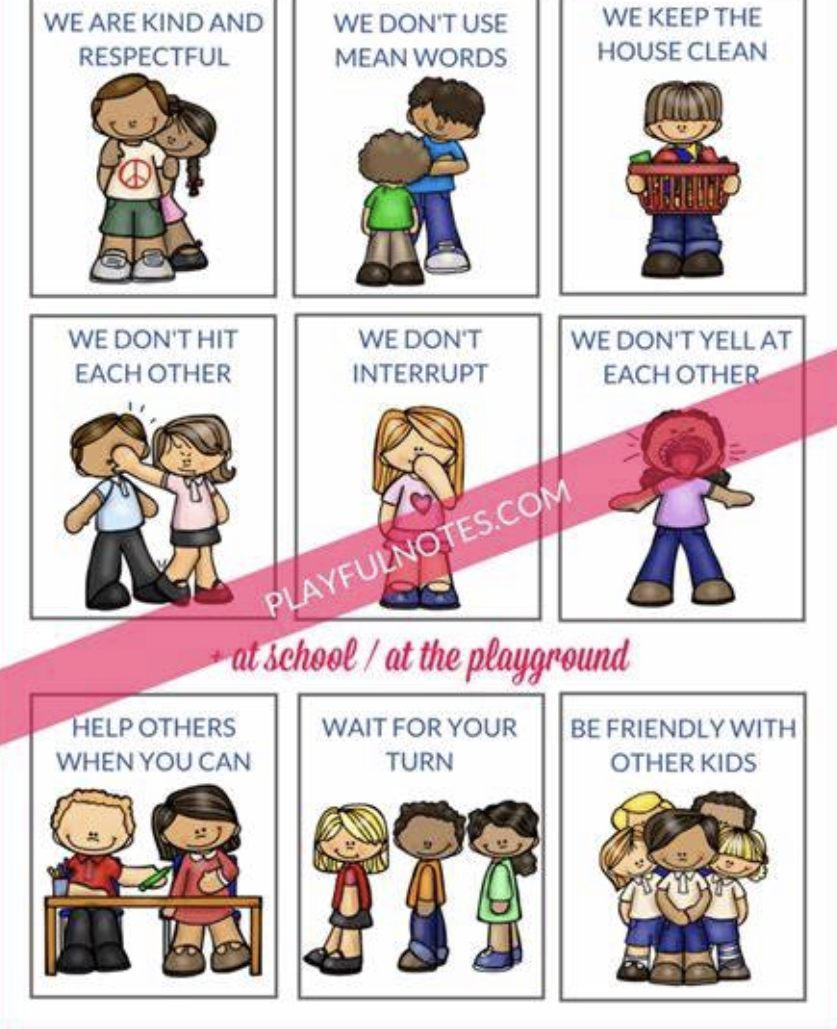 WE ARE KIND AND
RESPECTFUL
WE DON'T USE
MEAN WORDS
WE KEEP THE
HOUSE CLEAN
WE DON'T HIT
EACH OTHER
WE DON'T
INTERRUPT
WE DON'T YELL AT
EACH OTHER
PLAYFULNOTES.COM
+ at school / at the playground
HELP OTHERS
WHEN YOU CAN
WAIT FOR YOUR
TURN
BE FRIENDLY WITH
OTHER KIDS